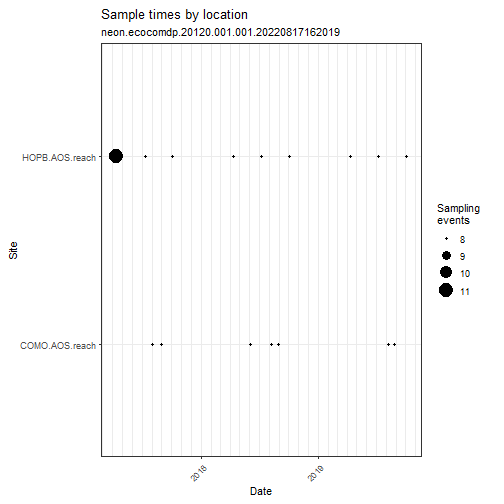 Sample times by location
neon.ecocomdp.20120.001.001.20220817162019
HOPB.AOS.reach
COMO.AOS.reach
Site
2018
2019
Date
Sampling
events
8
9
10
11